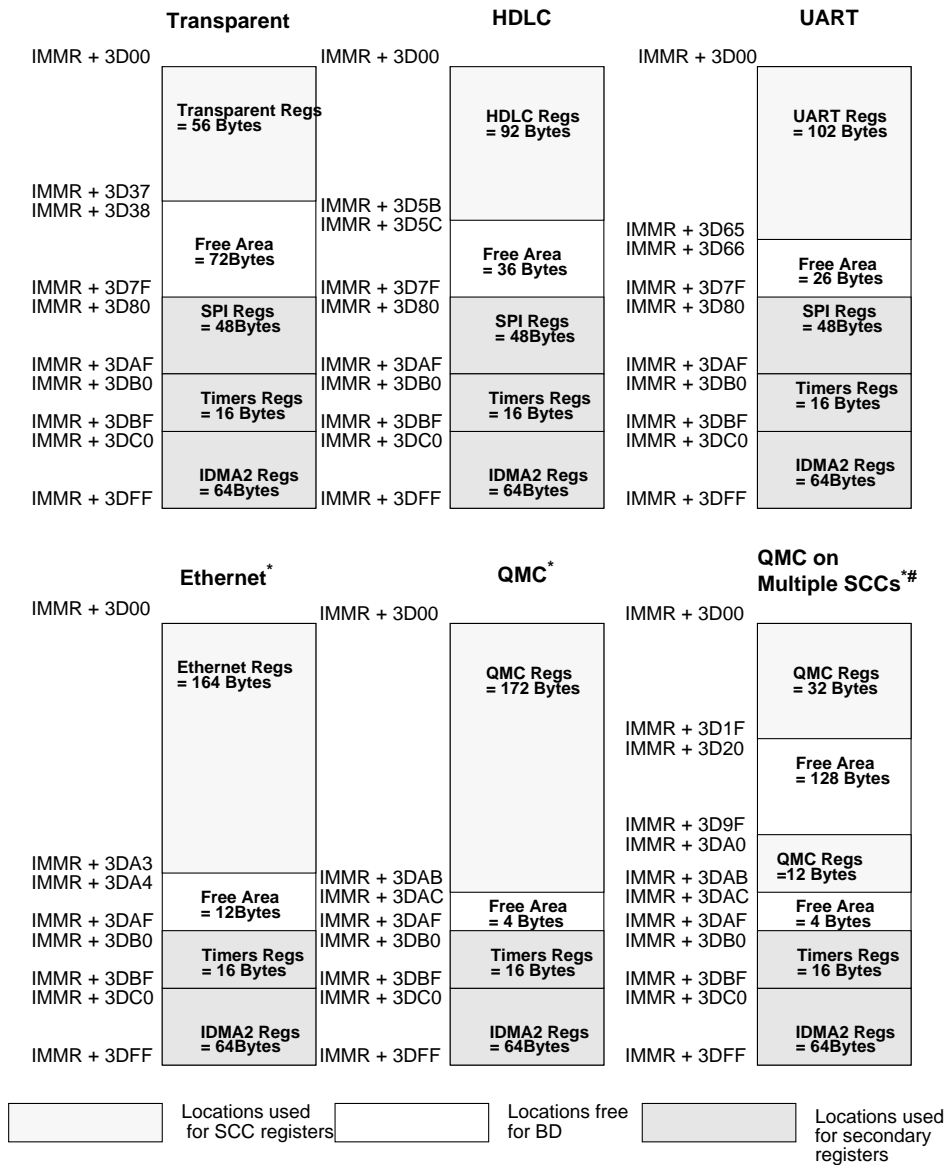 Transparent
IMMR + 3D00
Transparent Regs
= 56 Bytes
IMMR + 3D37
IMMR + 3D38
Free Area
= 72Bytes
IMMR + 3D7F
IMMR + 3D80
SPI Regs
= 48Bytes
IMMR + 3DAF
IMMR + 3DB0
Timers Regs
= 16 Bytes
IMMR + 3DBF
IMMR + 3DC0
IDMA2 Regs
= 64Bytes
IMMR + 3DFF
HDLC
IMMR + 3D00
HDLC Regs
= 92 Bytes
IMMR + 3D5B
IMMR + 3D5C
Free Area
= 36 Bytes
IMMR + 3D7F
IMMR + 3D80
SPI Regs
= 48Bytes
IMMR + 3DAF
IMMR + 3DB0
Timers Regs
= 16 Bytes
IMMR + 3DBF
IMMR + 3DC0
IDMA2 Regs
= 64Bytes
IMMR + 3DFF
UART
IMMR + 3D00
UART Regs
= 102 Bytes
IMMR + 3D65
IMMR + 3D66
Free Area
= 26 Bytes
IMMR + 3D7F
IMMR + 3D80
SPI Regs
= 48Bytes
IMMR + 3DAF
IMMR + 3DB0
Timers Regs
= 16 Bytes
IMMR + 3DBF
IMMR + 3DC0
IDMA2 Regs
= 64Bytes
IMMR + 3DFF
Ethernet*
IMMR + 3D00
Ethernet Regs
= 164 Bytes
IMMR + 3DA3
IMMR + 3DA4
Free Area
= 12Bytes
IMMR + 3DAF
IMMR + 3DB0
Timers Regs
= 16 Bytes
IMMR + 3DBF
IMMR + 3DC0
IDMA2 Regs
= 64Bytes
IMMR + 3DFF
QMC*
IMMR + 3D00
QMC Regs
= 172 Bytes
IMMR + 3DAB
IMMR + 3DAC
Free Area
= 4 Bytes
IMMR + 3DAF
IMMR + 3DB0
Timers Regs
= 16 Bytes
IMMR + 3DBF
IMMR + 3DC0
IDMA2 Regs
= 64Bytes
IMMR + 3DFF
QMC on
Multiple SCCs*#
IMMR + 3D00
QMC Regs
= 32 Bytes
IMMR + 3D1F
IMMR + 3D20
Free Area
= 128 Bytes
IMMR + 3D9F
IMMR + 3DA0
QMC Regs
=12 Bytes
IMMR + 3DAB
IMMR + 3DAC
Free Area
= 4 Bytes
IMMR + 3DAF
IMMR + 3DB0
Timers Regs
= 16 Bytes
IMMR + 3DBF
IMMR + 3DC0
IDMA2 Regs
= 64Bytes
IMMR + 3DFF
Locations used
for SCC registers
Locations free
for BD
Locations used
for secondary
registers